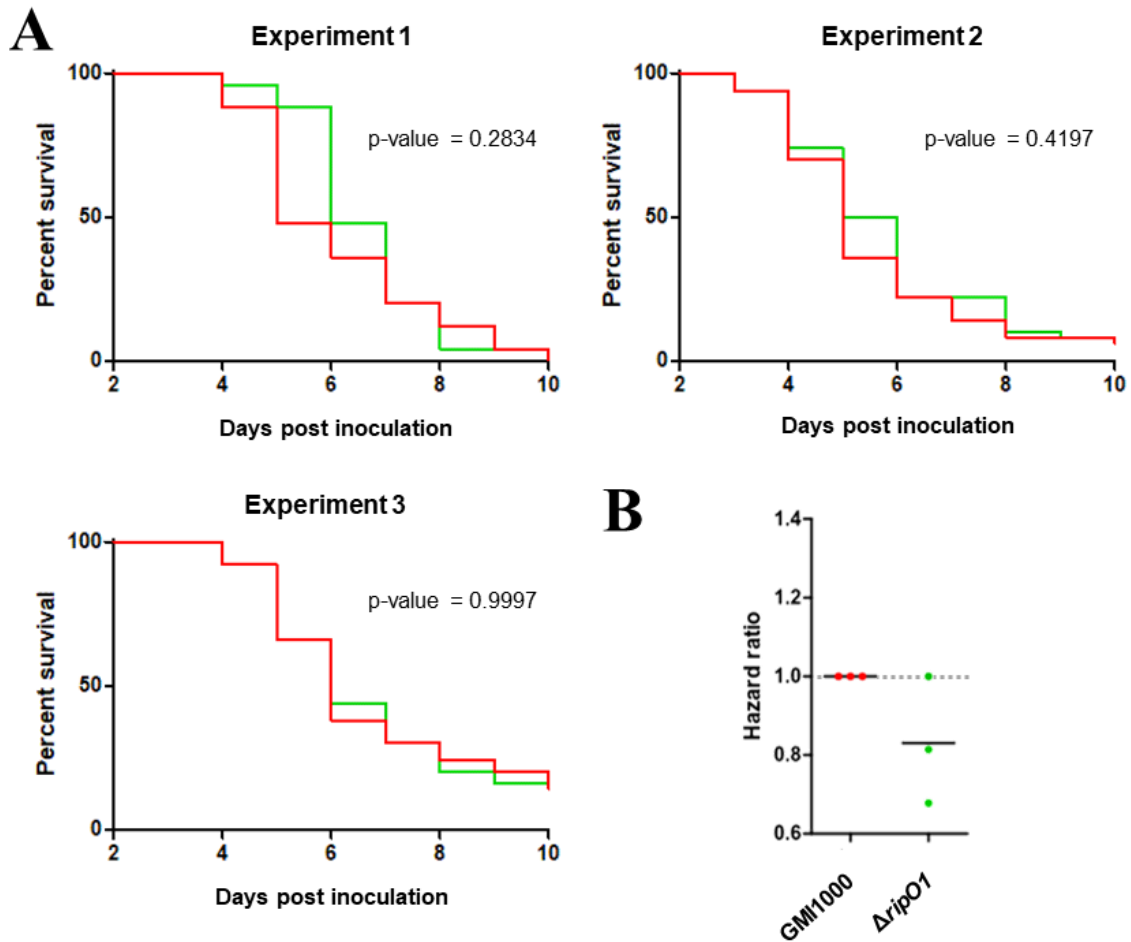 A
Experiment 1
Percent survival
100
50
0
p-value = 0.2834
2 4 6 8 10
Days post inoculation
Experiment 2
Percent survival
100
50
0
p-value = 0.4197
2 4 6 8 10
Days post inoculation
Experiment 3
Percent survival
100
50
0
p-value = 0.9997
2 4 6 8 10
Days post inoculation
B
Hazard ratio
1.4
1.2
1.0
0.8
0.6
GMI1000
ΔripO1